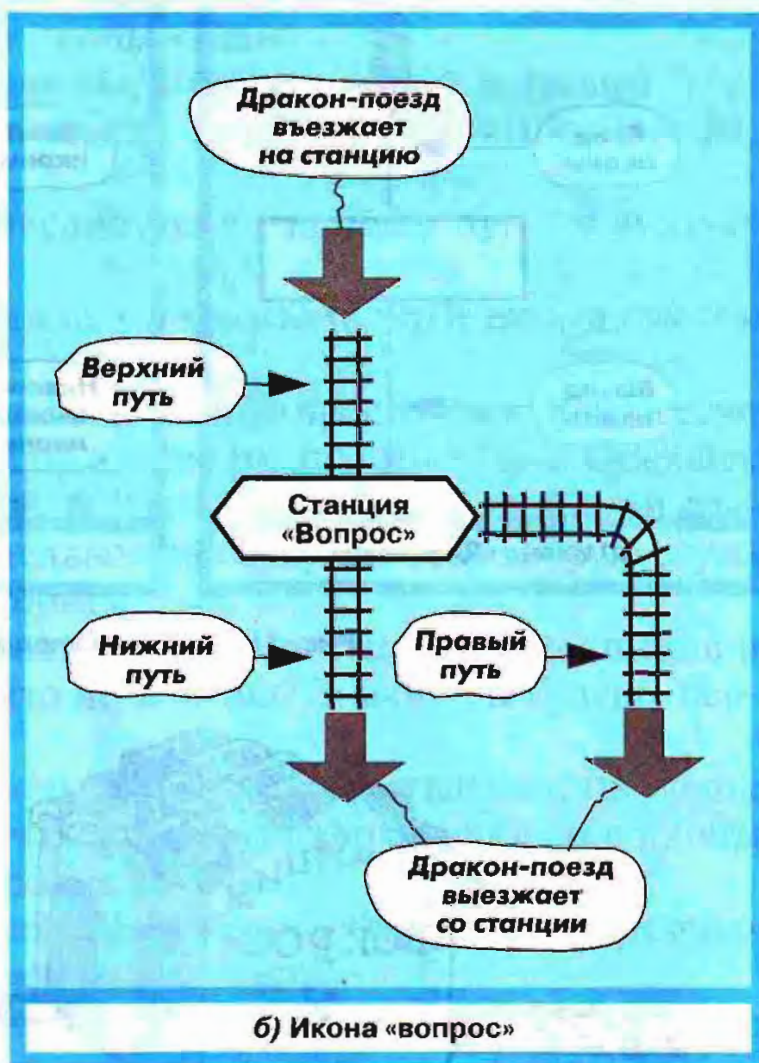 Дракон-поезд
въезжает
на станцию
Верхний
путь
Станция
«Вопрос»
Нижний
путь
Правый
путь
Дракон-поезд
выезжает
со станции
б) Икона «вопрос»